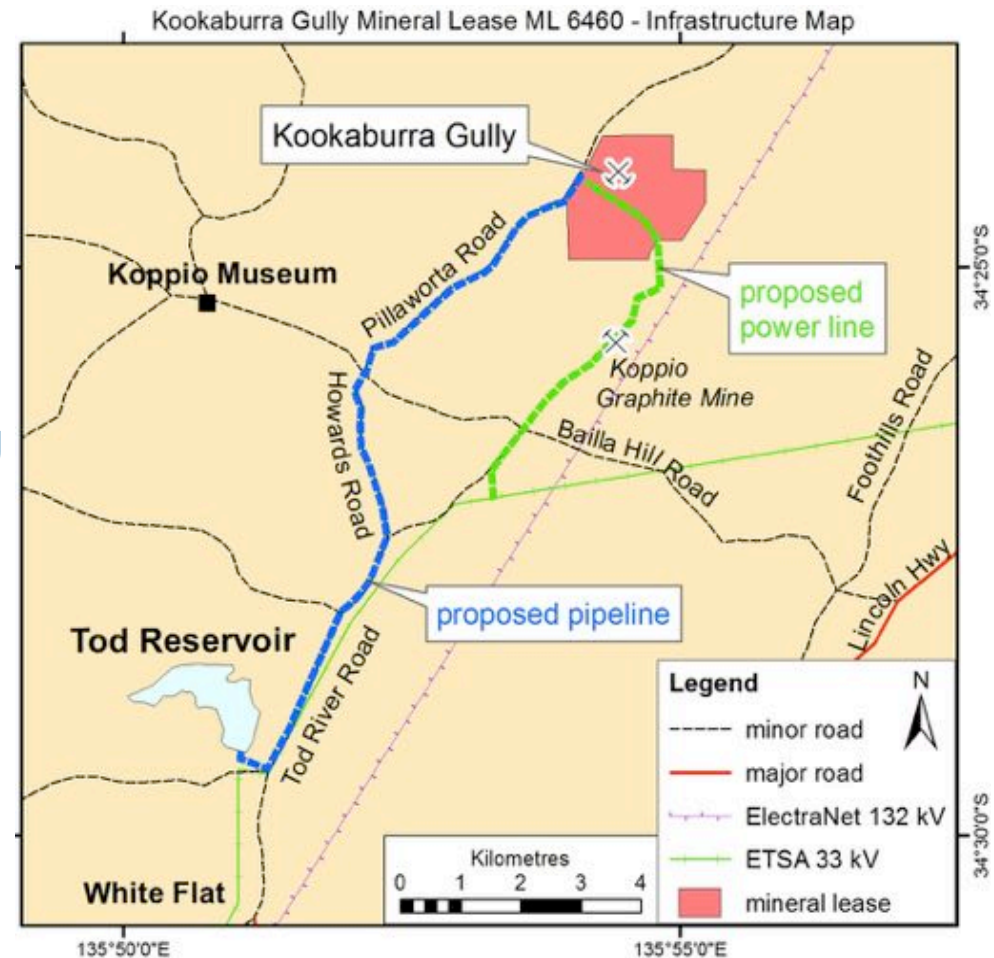 Kookaburra Gully Mineral Lease ML 6460 - Infrastructure Map
Kookaburra Gully
Koppio Museum
Pillaworta Road
34°25'0"S
proposed
power line
Koppio
Graphite Mine
Howards Road
Bailla Hill Road
Foothills Road
Lincoln Hwy
proposed pipeline
Tod Reservoir
Tod River Road
White Flat
Legend
N
minor road
major road
ElectraNet 132 kV
ETSA 33 kV
mineral lease
Kilometres
0 1 2 3 4
34°30'0"S
135°50'0"E
135°55'0"E